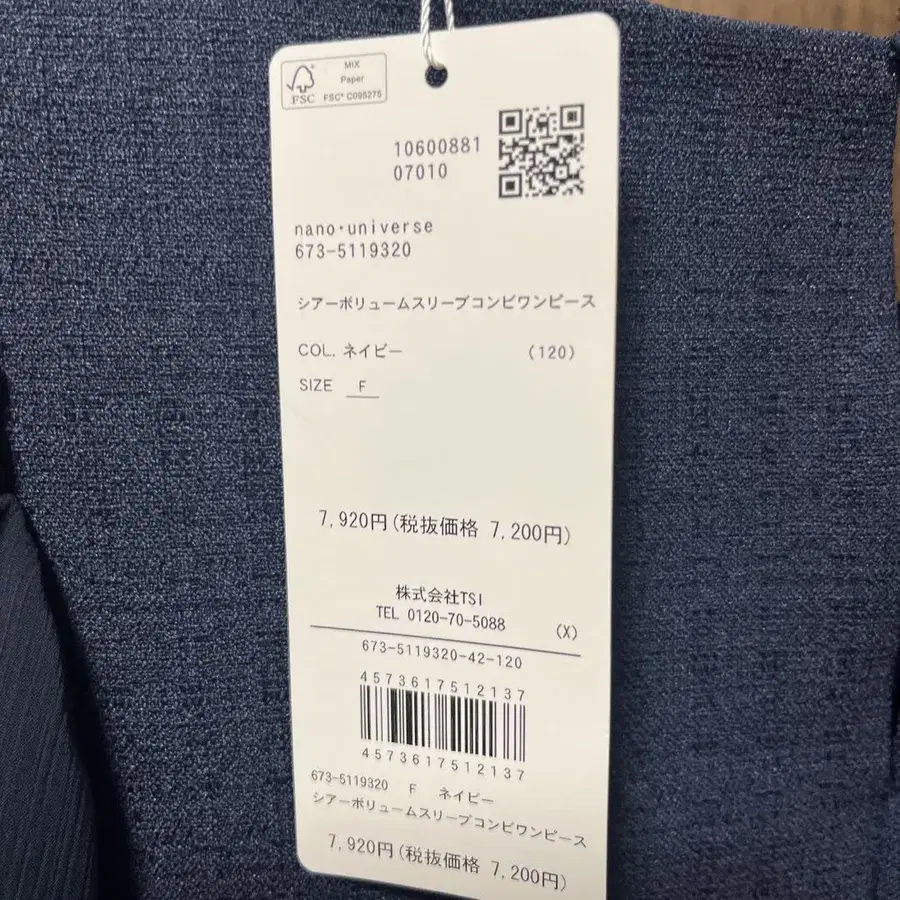 MIX
Paper
FSC® C095275
FSC
10600881
07010
nano・universe
673-5119320
シアーボリュームスリーブコンビワンピース
COL. ネイビー (120)
SIZE F
7,920円(税抜価格 7,200円)
株式会社TSI
TEL 0120-70-5088
(X)
673-5119320-42-120
4573617512137
4573617512137
673-5119320 F ネイビー
シアーボリュームスリーブコンビワンピース
7,920円(税抜価格 7,200円)